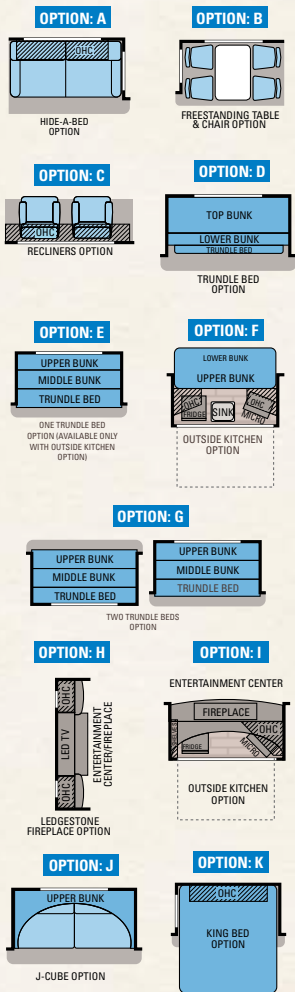 OPTION: A
OHC
HIDE-A-BED
OPTION
OPTION: B
FREESTANDING TABLE
& CHAIR OPTION
OPTION: C
OHC
RECLINERS OPTION
OPTION: D
TOP BUNK
LOWER BUNK
TRUNDLE BED
TRUNDLE BED
OPTION
OPTION: E
UPPER BUNK
MIDDLE BUNK
TRUNDLE BED
ONE TRUNDLE BED
OPTION (AVAILABLE ONLY
WITH OUTSIDE KITCHEN
OPTION)
OPTION: F
LOWER BUNK
UPPER BUNK
OHC
FRIDGE
SINK
OHC
MICRO
OUTSIDE KITCHEN
OPTION
OPTION: G
UPPER BUNK
MIDDLE BUNK
TRUNDLE BED
UPPER BUNK
MIDDLE BUNK
TRUNDLE BED
TWO TRUNDLE BEDS
OPTION
OPTION: H
OHC
LED TV
OHC
ENTERTAINMENT
CENTER/FIREPLACE
LEDGESTONE
FIREPLACE OPTION
OPTION: I
ENTERTAINMENT CENTER
FIREPLACE
SHELVES
FRIDGE
OHC
MICRO
OUTSIDE KITCHEN
OPTION
OPTION: J
UPPER BUNK
J-CUBE OPTION
OPTION: K
OHC
KING BED
OPTION